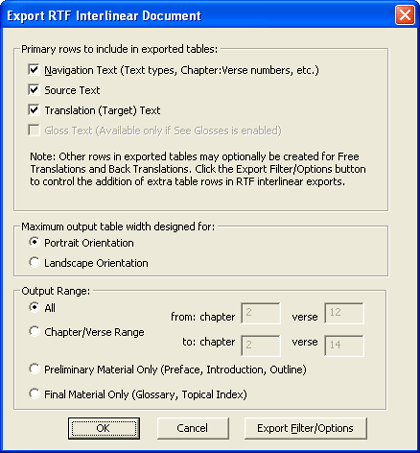 Export RTF Interlinear Document
Primary rows to include in exported tables:
Navigation Text (Text types, Chapter:Verse numbers, etc.)
Source Text
Translation (Target) Text
Gloss Text (Available only if See Glosses is enabled)
Note: Other rows in exported tables may optionally be created for Free
Translations and Back Translations. Click the Export Filter/Options button
to control the addition of extra table rows in RTF interlinear exports.
Maximum output table width designed for:
Portrait Orientation
Landscape Orientation
Output Range:
All
from: chapter 2 verse 12
Chapter/Verse Range
to: chapter 2 verse 14
Preliminary Material Only (Preface, Introduction, Outline)
Final Material Only (Glossary, Topical Index)
OK Cancel Export Filter/Options